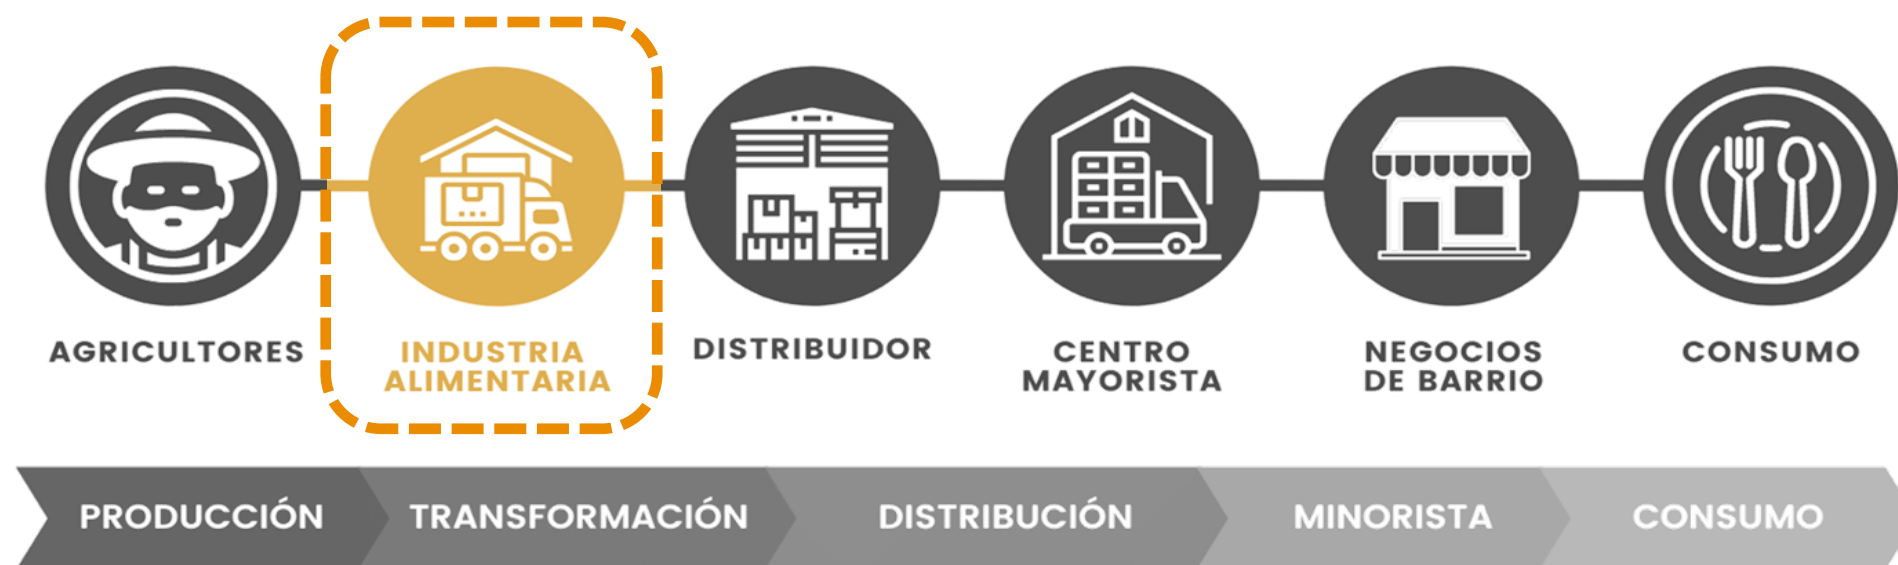 AGRICULTORES
INDUSTRIA
ALIMENTARIA
DISTRIBUIDOR
CENTRO
MAYORISTA
NEGOCIOS
DE BARRIO
CONSUMO
PRODUCCIÓN
TRANSFORMACIÓN
DISTRIBUCIÓN
MINORISTA
CONSUMO